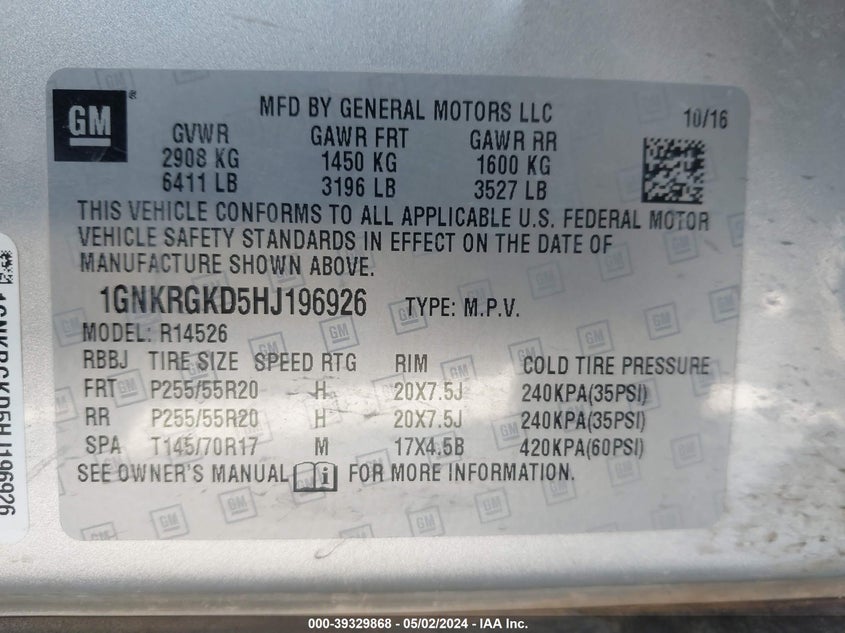 GM ® MFD BY GENERAL MOTORS LLC 10/16
GVWR GAWR FRT GAWR RR
2908 KG 1450 KG 1600 KG
6411 LB 3196 LB 3527 LB
THIS VEHICLE CONFORMS TO ALL APPLICABLE U.S. FEDERAL MOTOR
VEHICLE SAFETY STANDARDS IN EFFECT ON THE DATE OF
MANUFACTURE SHOWN ABOVE.
1GNKRGKD5HJ196926 TYPE: M.P.V.
MODEL: R14526
RBBJ TIRE SIZE SPEED RTG RIM COLD TIRE PRESSURE
FRT P255/55R20 H 20X7.5J 240KPA(35PSI)
RR P255/55R20 H 20X7.5J 240KPA(35PSI)
SPA T145/70R17 M 17X4.5B 420KPA(60PSI)
SEE OWNER'S MANUAL FOR MORE INFORMATION.
1GNKRGKD5HJ196926
000-39329868 - 05/02/2024 - IAA Inc.